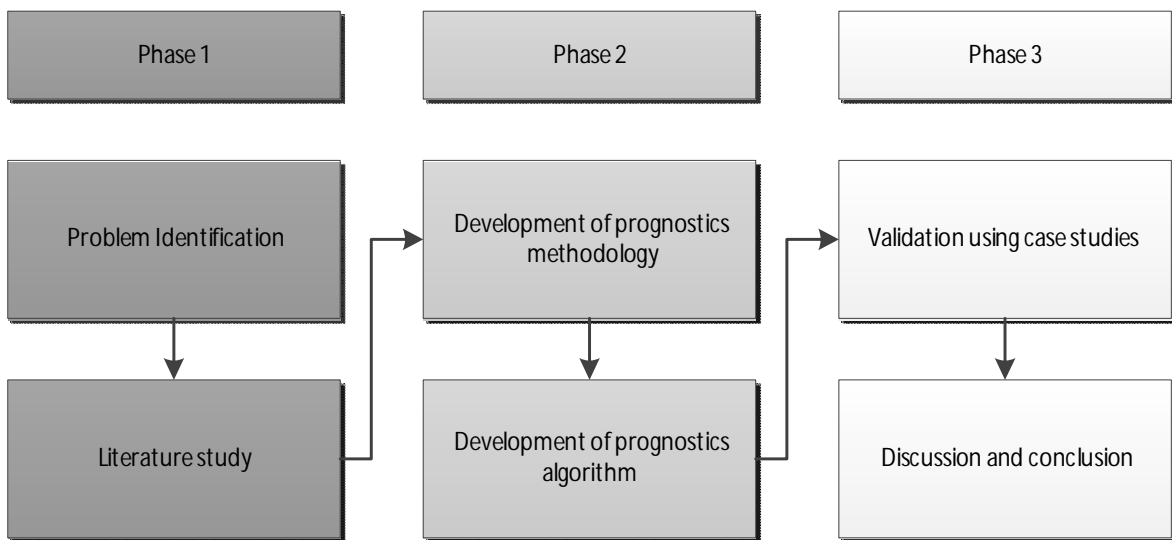 Phase 1
Phase 2
Phase 3
Problem Identification
Development of prognostics
methodology
Validation using case studies
Literature study
Development of prognostics
algorithm
Discussion and conclusion